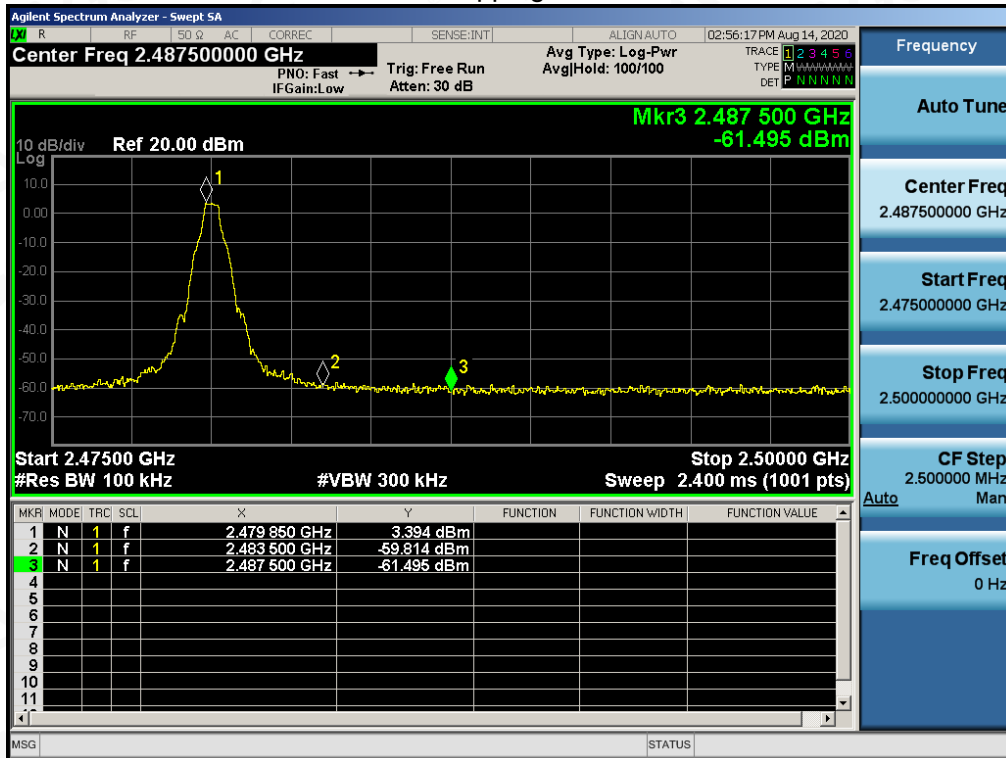 Agilent Spectrum Analyzer - Swept SA
LXI R RF 50 Ω AC CORREC SENSE:INT ALIGN AUTO 02:56:17 PM Aug 14, 2020
Center Freq 2.487500000 GHz
PNO: Fast
IFGain:Low
Trig: Free Run
Atten: 30 dB
Avg Type: Log-Pwr
Avg|Hold: 100/100
TRACE 1 2 3 4 5 6
TYPE M
DET P N N N N N
Mkr3 2.487 500 GHz
-61.495 dBm
10 dB/div Ref 20.00 dBm
Log
10.0
0.00
-10.0
-20.0
-30.0
-40.0
-50.0
-60.0
-70.0
1
2
3
Start 2.47500 GHz Stop 2.50000 GHz
#Res BW 100 kHz #VBW 300 kHz Sweep 2.400 ms (1001 pts)
MKR MODE TRC SCL X Y FUNCTION FUNCTION WIDTH FUNCTION VALUE
1 N 1 f 2.479 850 GHz 3.394 dBm
2 N 1 f 2.483 500 GHz -59.814 dBm
3 N 1 f 2.487 500 GHz -61.495 dBm
4
5
6
7
8
9
10
11
MSG STATUS
Frequency
Auto Tune
Center Freq
2.487500000 GHz
Start Freq
2.475000000 GHz
Stop Freq
2.500000000 GHz
CF Step
2.500000 MHz
Auto Man
Freq Offset
0 Hz